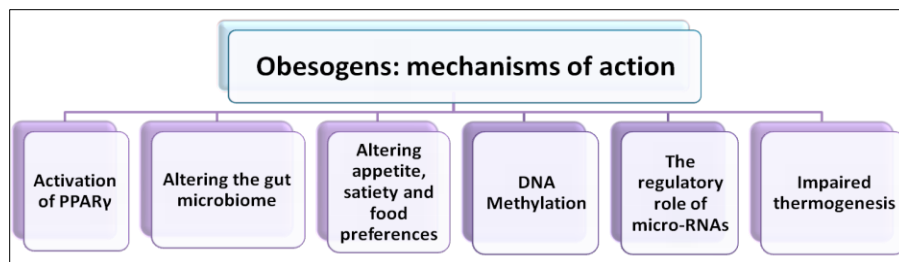 Obesogens: mechanisms of action
Activation
of PPARγ
Altering the gut
microbiome
Altering
appetite,
satiety and
food
preferences
DNA
Methylation
The
regulatory
role of
micro-RNAs
Impaired
thermogenesis